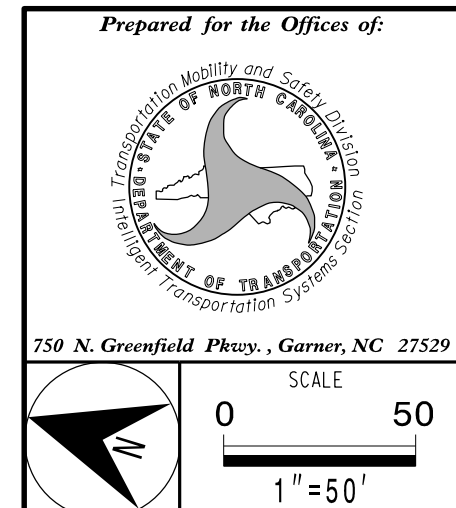 Prepared for the Offices of:
Transportation Mobility and Safety Division
STATE OF NORTH CAROLINA
DEPARTMENT OF TRANSPORTATION
Intelligent Transportation Systems Section
750 N. Greenfield Pkwy., Garner, NC 27529
SCALE
0 50
N
1"=50'